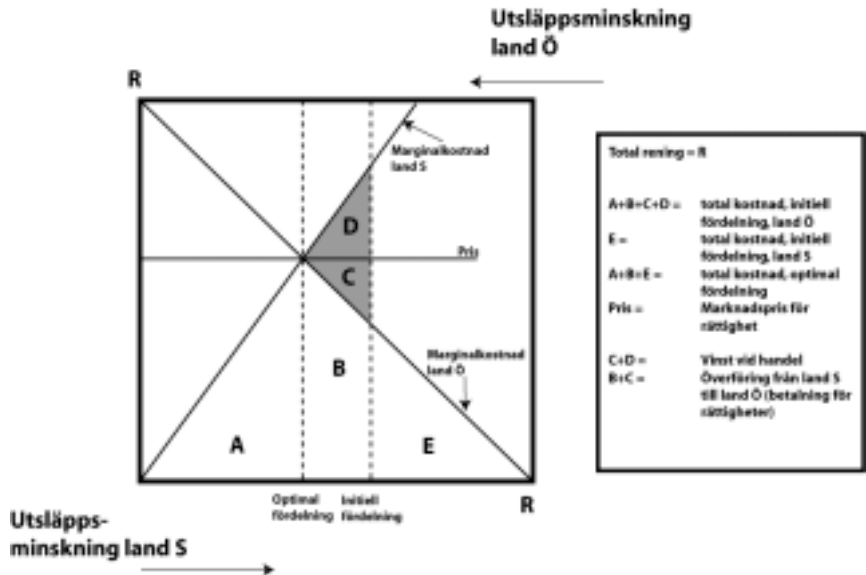 Utsläppsminskning
land Ö
R
Marginalkostnad
land S
D
Pris
C
Marginalkostnad
land Ö
B
A
E
Optimal
fördelning
Initiell
fördelning
R
Utsläpps-
minskning land S
Total rening = R
A+B+C+D = total kostnad, initiell
fördelning, land Ö
E = total kostnad, initiell
fördelning, land S
A+B+E = total kostnad, optimal
fördelning
Pris = Marknadspris för
rättighet
C+D = Vinst vid handel
B+C = Överföring från land S
till land Ö (betalning för
rättigheter)